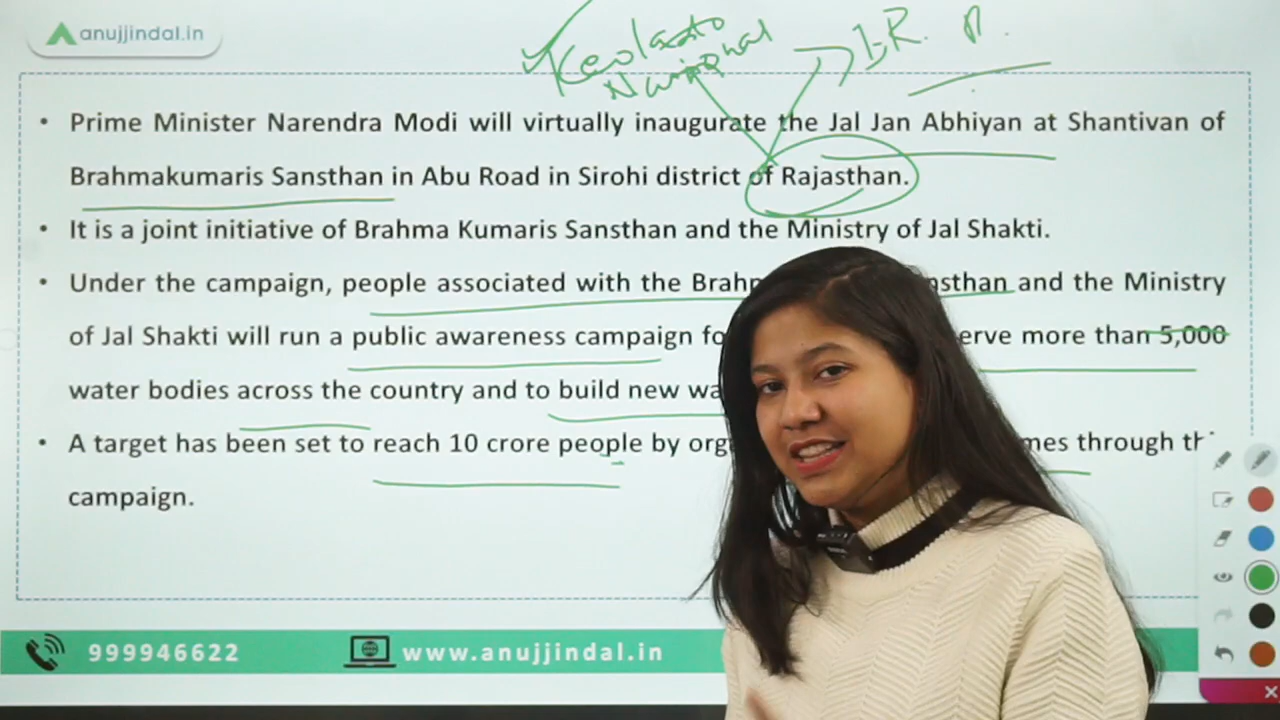 anujjindal.in
Keolado
National
I.R.
• Prime Minister Narendra Modi will virtually inaugurate the Jal Jan Abhiyan at Shantivan of
Brahmakumaris Sansthan in Abu Road in Sirohi district of Rajasthan.
• It is a joint initiative of Brahma Kumaris Sansthan and the Ministry of Jal Shakti.
• Under the campaign, people associated with the Brahm nsthan and the Ministry
of Jal Shakti will run a public awareness campaign fo erve more than 5,000
water bodies across the country and to build new wa
• A target has been set to reach 10 crore people by org mes through thi
campaign.
999946622
www.anujjindal.in